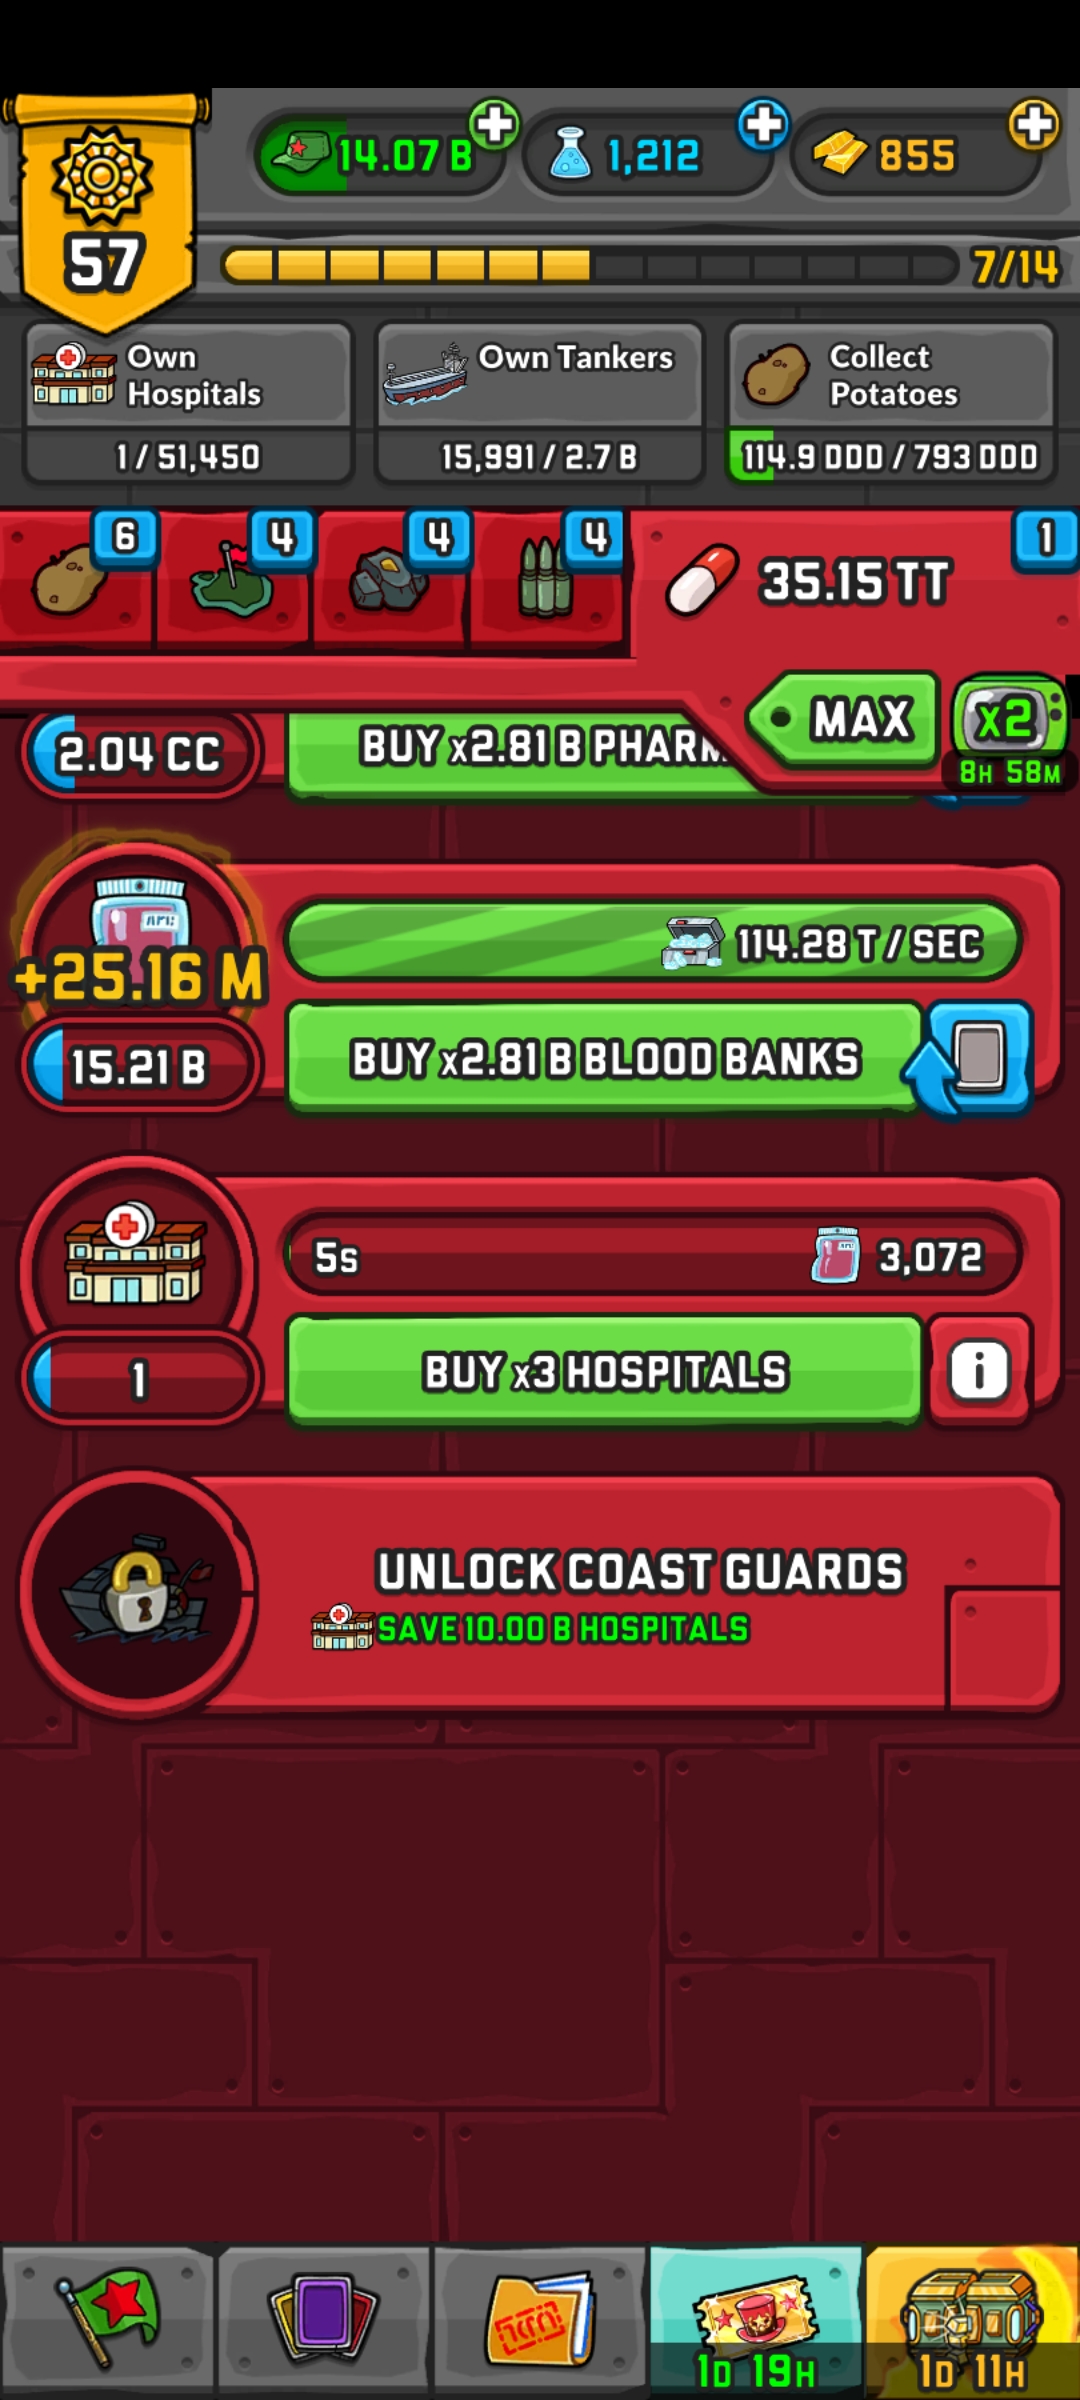 14.07 B
1,212
855
57
7/14
Own
Hospitals
1 / 51,450
Own Tankers
15,991 / 2.7 B
Collect
Potatoes
114.9 DDD / 793 DDD
6
4
4
4
35.15 TT
1
MAX
x2
8H 58M
2.04 CC
BUY x2.81 B
+25.16 M
114.28 T / SEC
15.21 B
BUY x2.81 B BLOOD BANKS
5s
3,072
1
BUY x3 HOSPITALS
i
UNLOCK COAST GUARDS
SAVE 10.00 B HOSPITALS
1D 19H
1D 11H